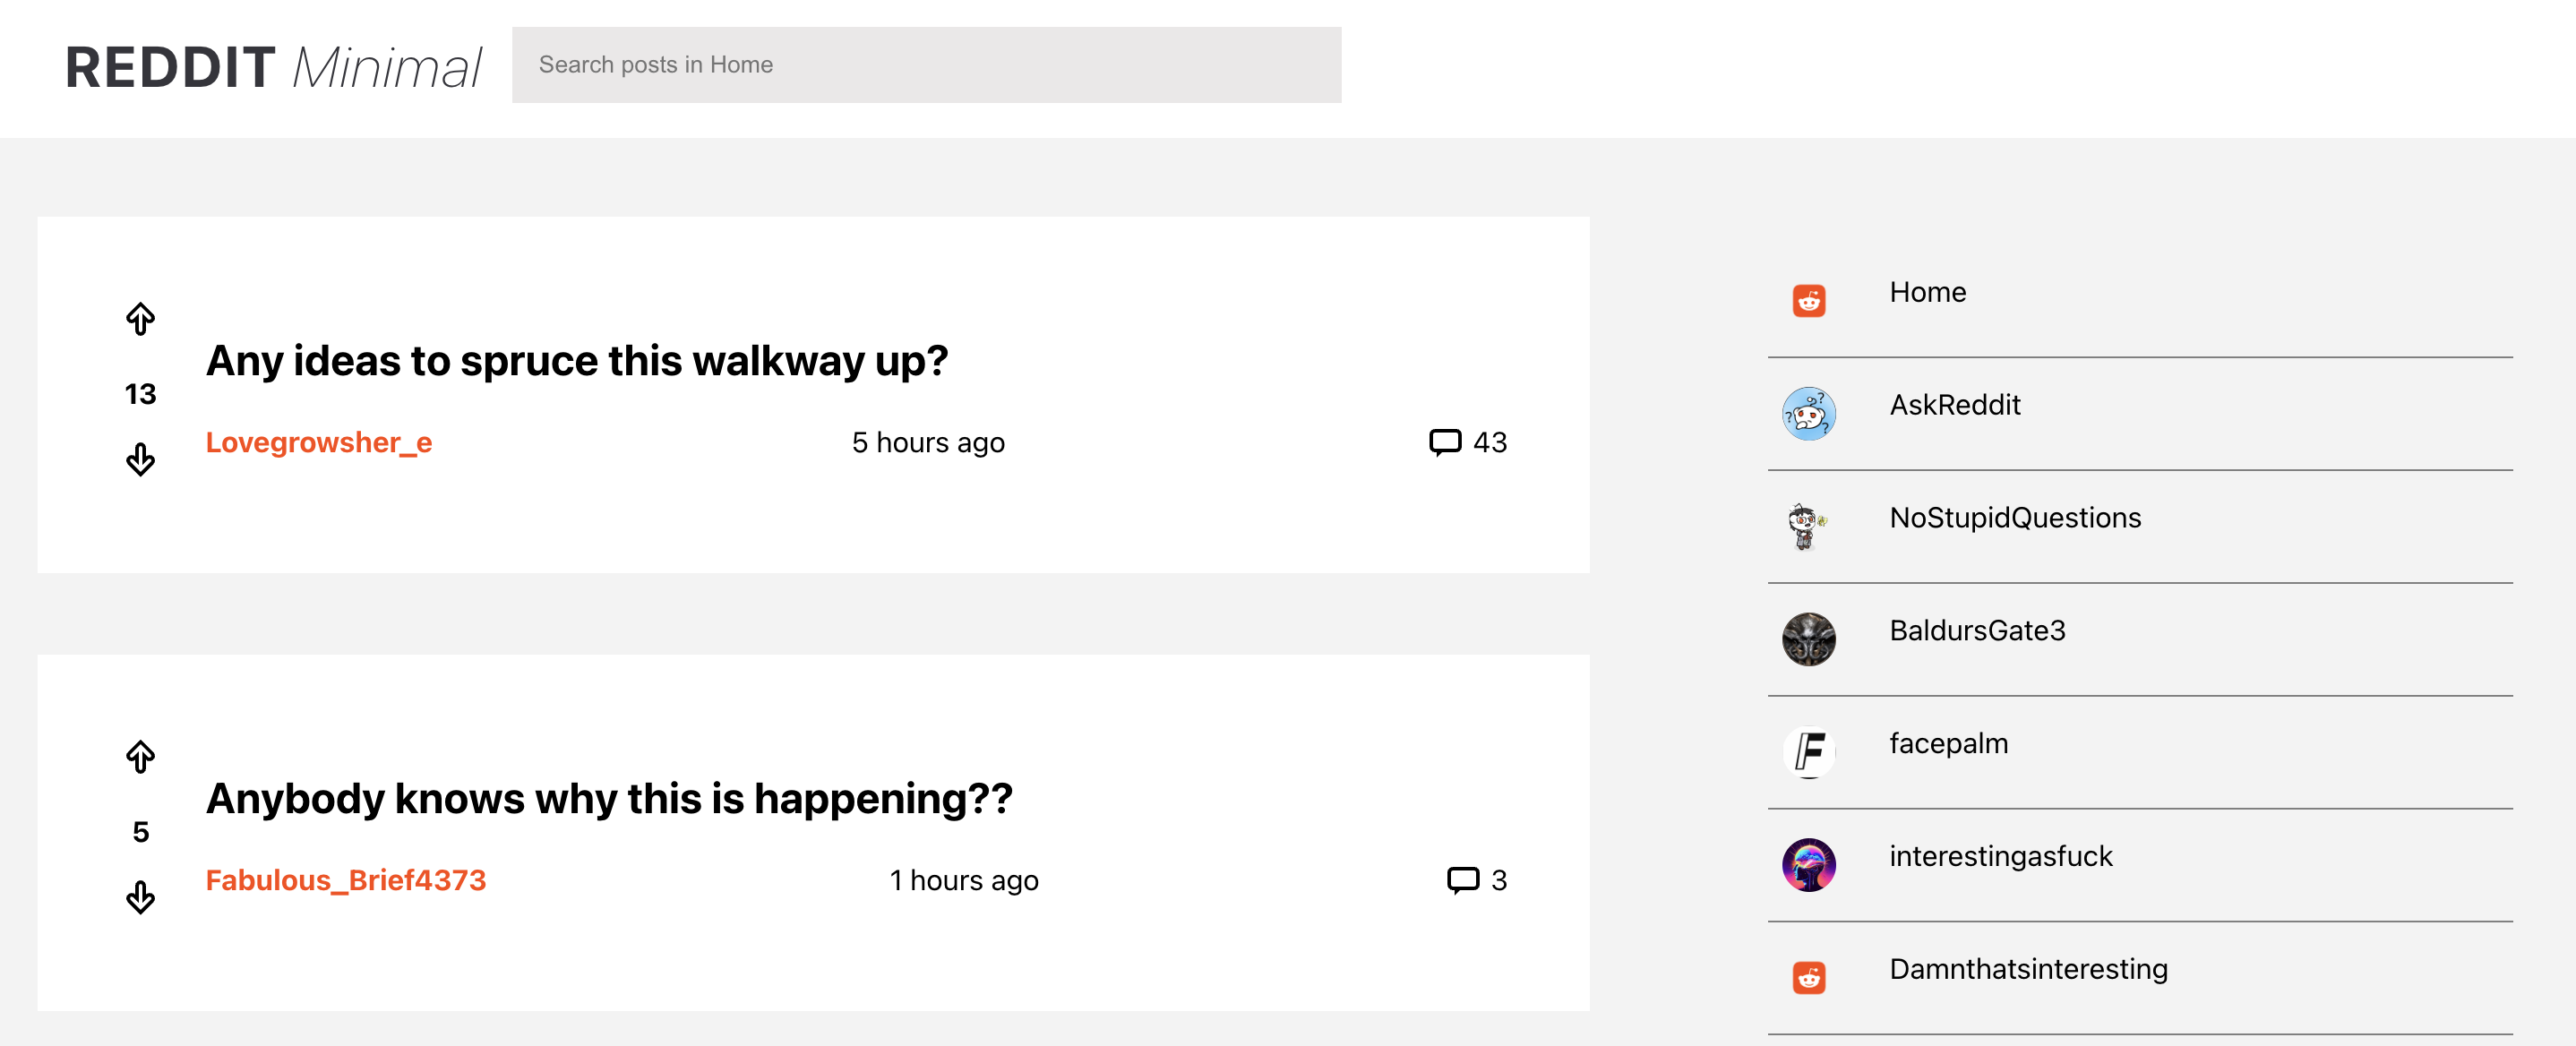 REDDIT Minimal
Search posts in Home
13
Any ideas to spruce this walkway up?
Lovegrowsher_e 5 hours ago 43
5
Anybody knows why this is happening??
Fabulous_Brief4373 1 hours ago 3
Home
AskReddit
NoStupidQuestions
BaldursGate3
F facepalm
interestingasfuck
Damnthatsinteresting